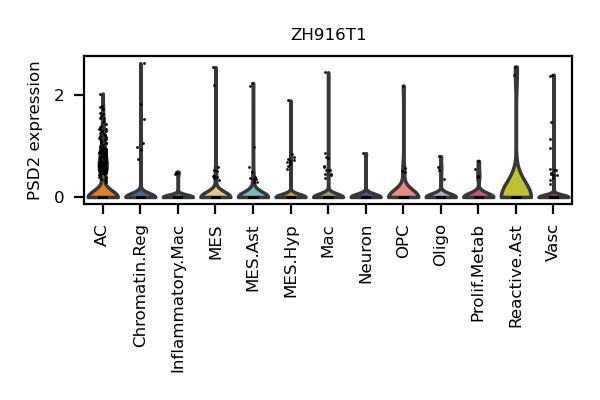 ZH916T1
PSD2 expression
2
0
AC
Chromatin.Reg
Inflammatory.Mac
MES
MES.Ast
MES.Hyp
Mac
Neuron
OPC
Oligo
Prolif.Metab
Reactive.Ast
Vasc